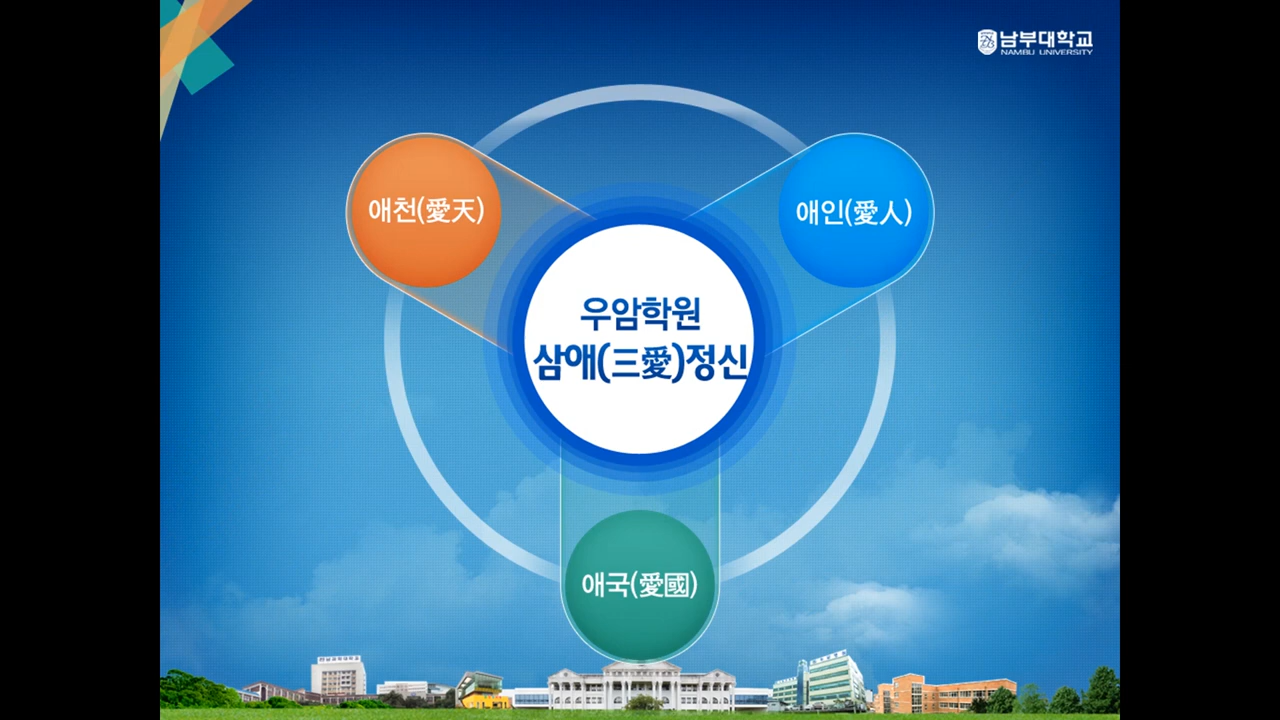 남부대학교
NAMBU UNIVERSITY
애천(愛天)
애인(愛人)
우암학원
삼애(三愛)정신
애국(愛國)